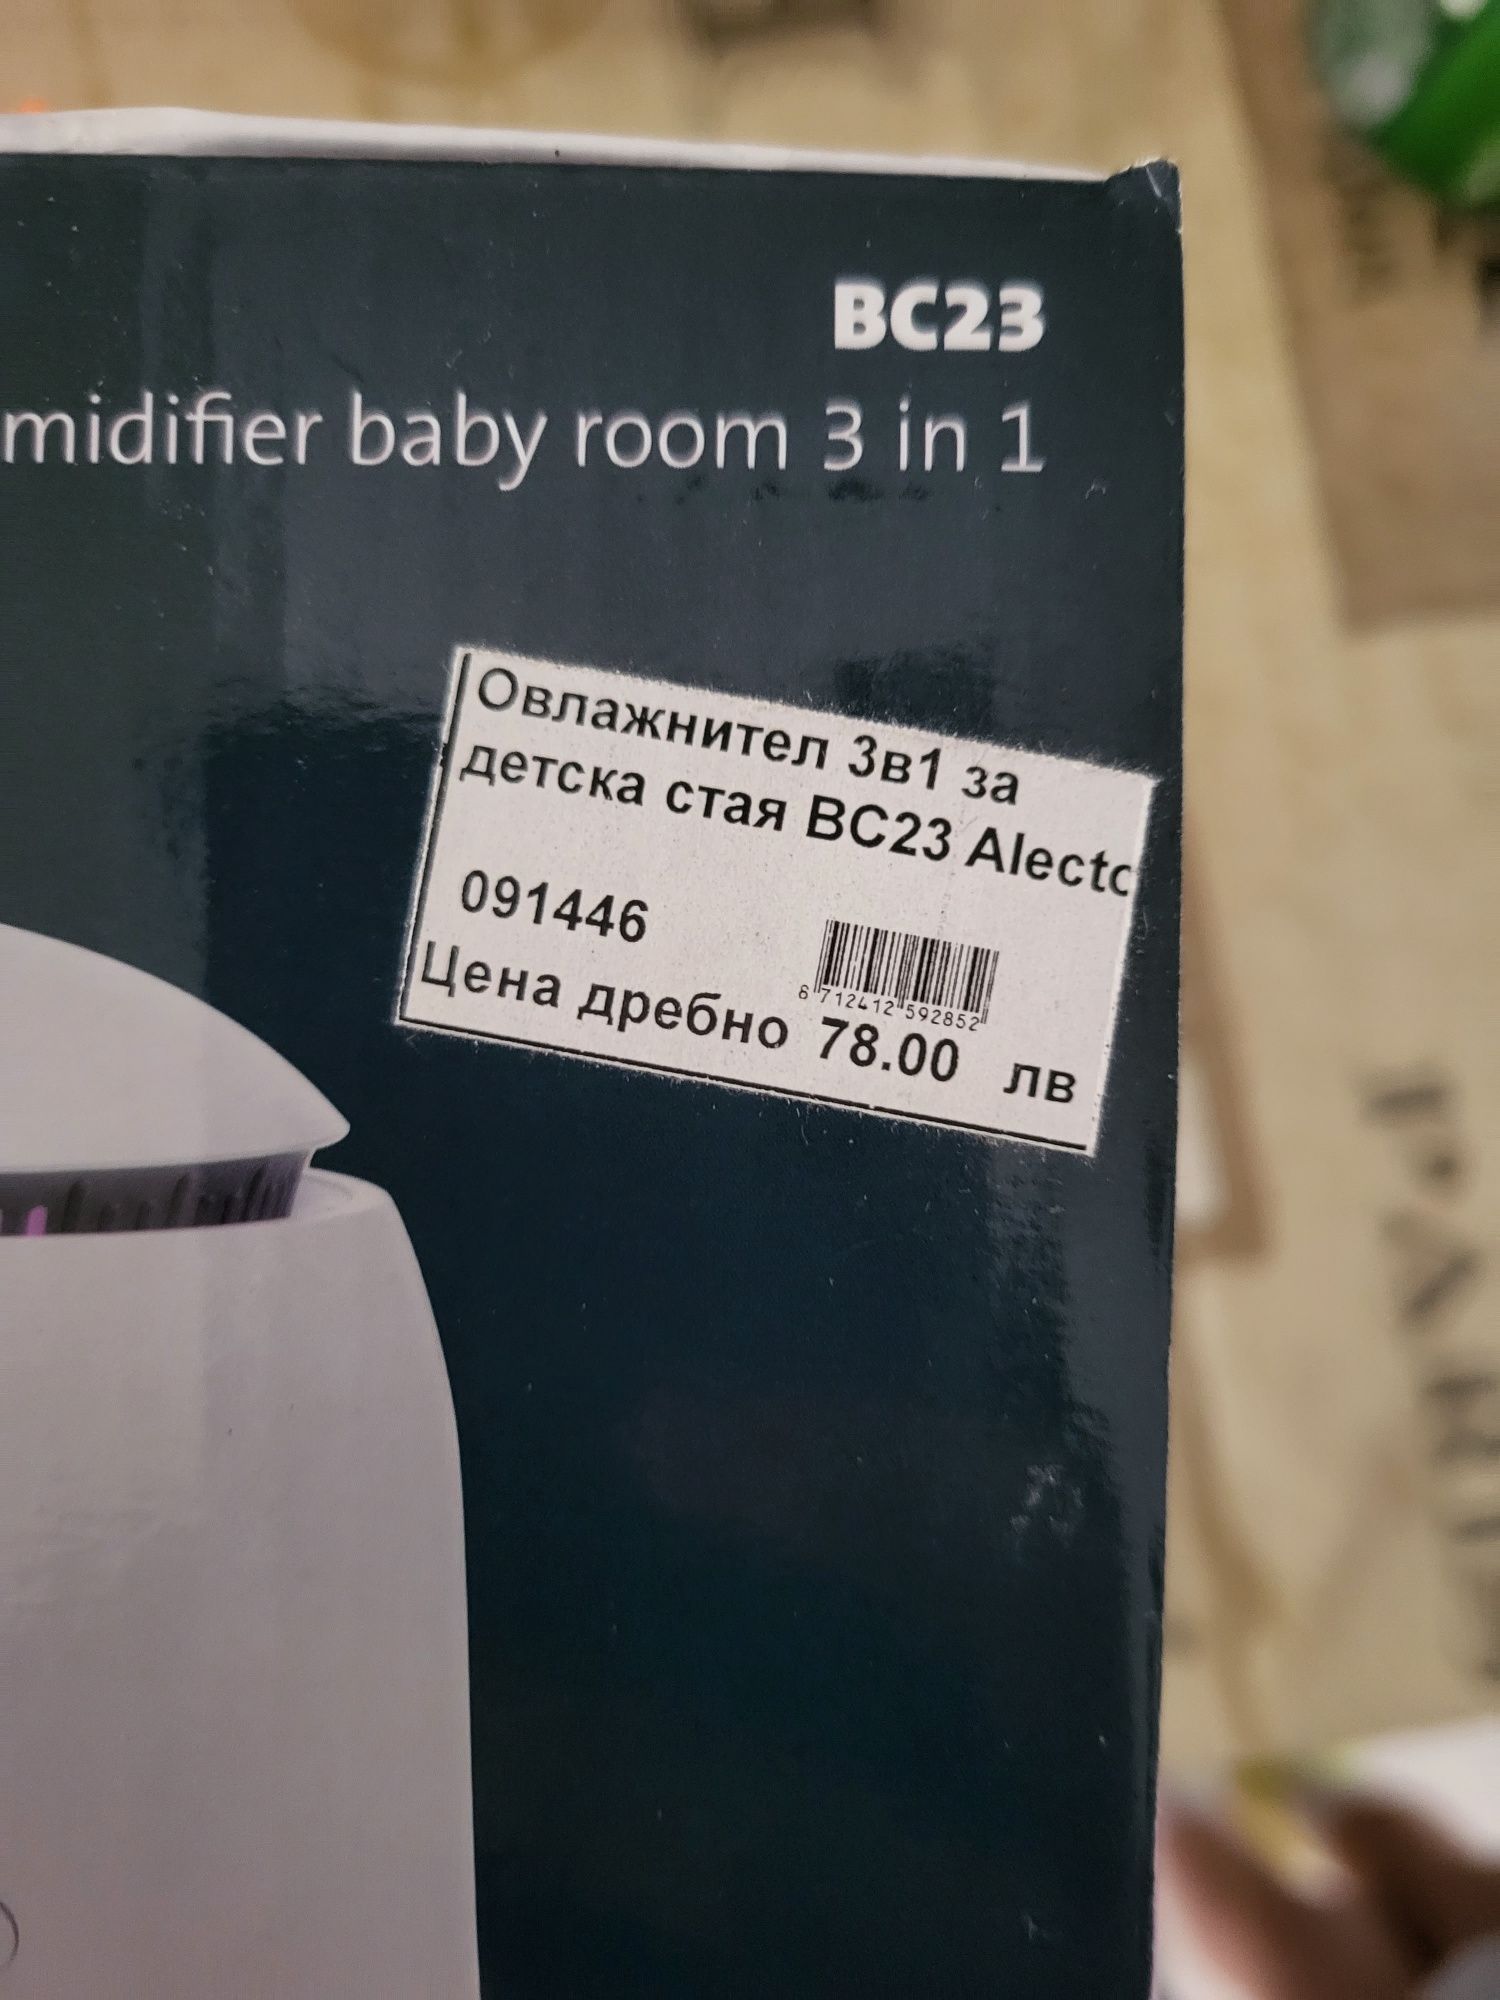 BC23
midifier baby room 3 in 1
Овлажнител 3в1 за
детска стая BC23 Alecto
091446
8 712412 592852
Цена дребно 78.00 лв